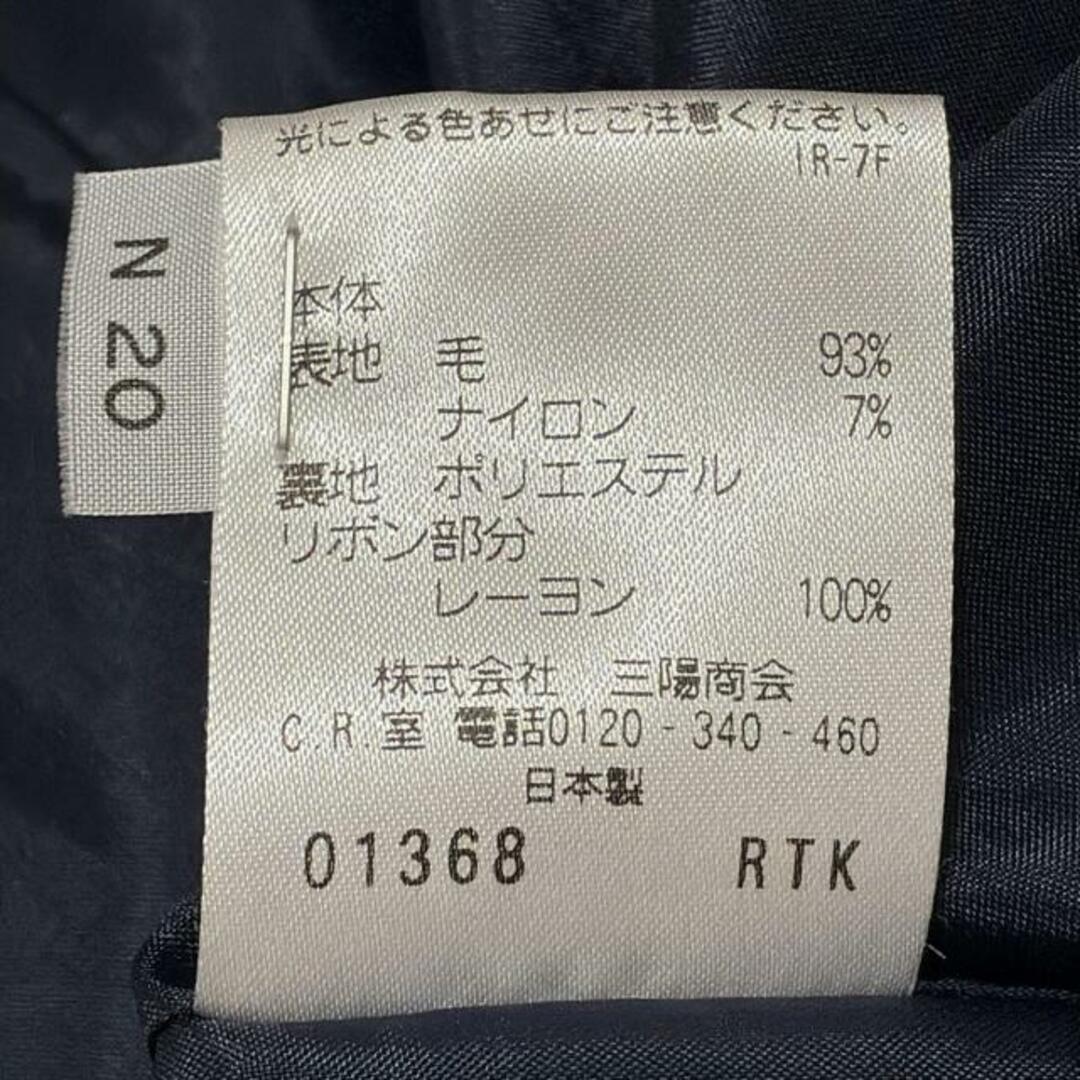 光による色あせにご注意ください。
IR-7F
N 20
本体
表地 毛 93%
ナイロン 7%
裏地 ポリエステル
リボン部分
レーヨン 100%
株式会社 三陽商会
C.R.室 電話0120-340-460
日本製
01368 RTK